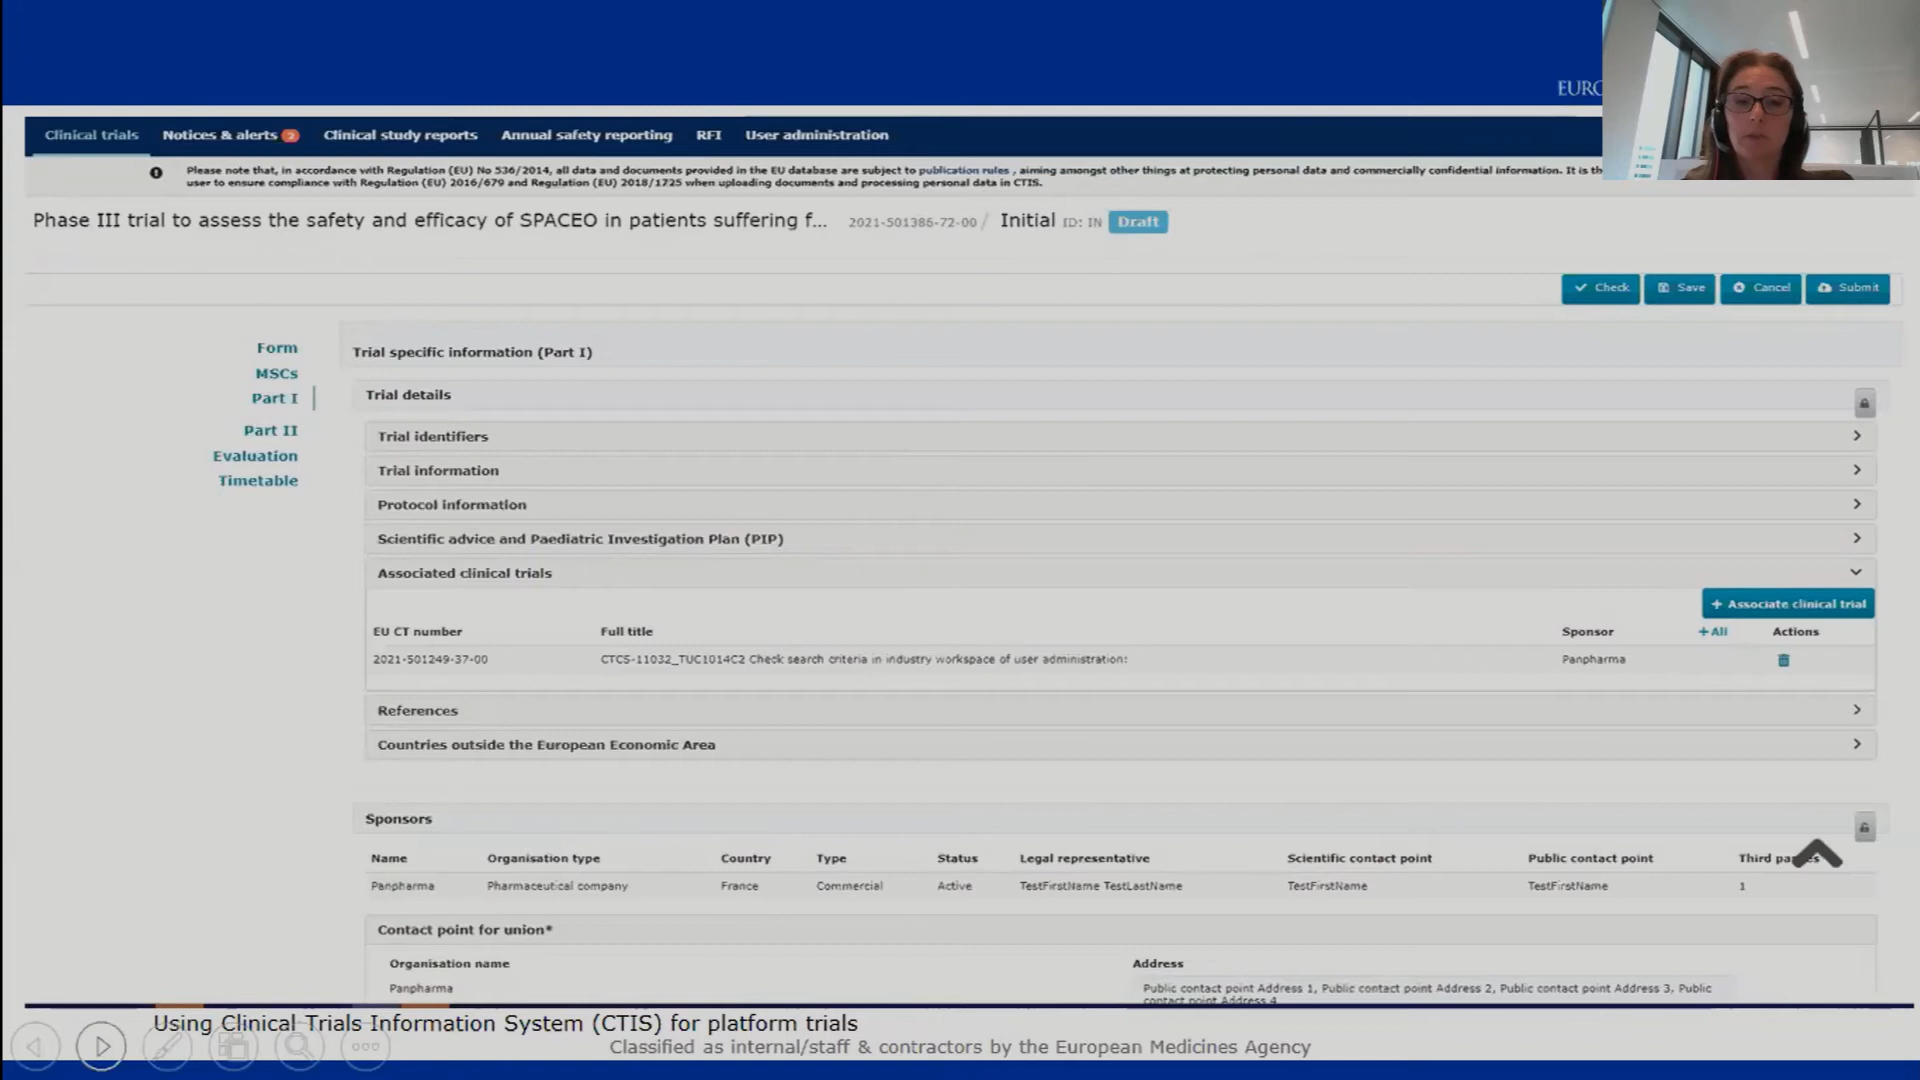 EURO
Clinical trials Notices & alerts 2 Clinical study reports Annual safety reporting RFI User administration
Please note that, in accordance with Regulation (EU) No 536/2014, all data and documents provided in the EU database are subject to publication rules , aiming amongst other things at protecting personal data and commercially confidential information. It is th
user to ensure compliance with Regulation (EU) 2016/679 and Regulation (EU) 2018/1725 when uploading documents and processing personal data in CTIS.
Phase III trial to assess the safety and efficacy of SPACEO in patients suffering f... 2021-501386-72-00 / Initial ID: IN Draft
Check Save Cancel Submit
Form
MSCs
Part I
Part II
Evaluation
Timetable
Trial specific information (Part I)
Trial details
Trial identifiers
Trial information
Protocol information
Scientific advice and Paediatric Investigation Plan (PIP)
Associated clinical trials
+ Associate clinical trial
EU CT number Full title Sponsor +All Actions
2021-501249-37-00 CTCS-11032_TUC1014C2 Check search criteria in industry workspace of user administration: Panpharma
References
Countries outside the European Economic Area
Sponsors
Name Organisation type Country Type Status Legal representative Scientific contact point Public contact point Third parties
Panpharma Pharmaceutical company France Commercial Active TestFirstName TestLastName TestFirstName TestFirstName 1
Contact point for union*
Organisation name Address
Panpharma Public contact point Address 1, Public contact point Address 2, Public contact point Address 3, Public
contact point Address 4
Using Clinical Trials Information System (CTIS) for platform trials
Classified as internal/staff & contractors by the European Medicines Agency